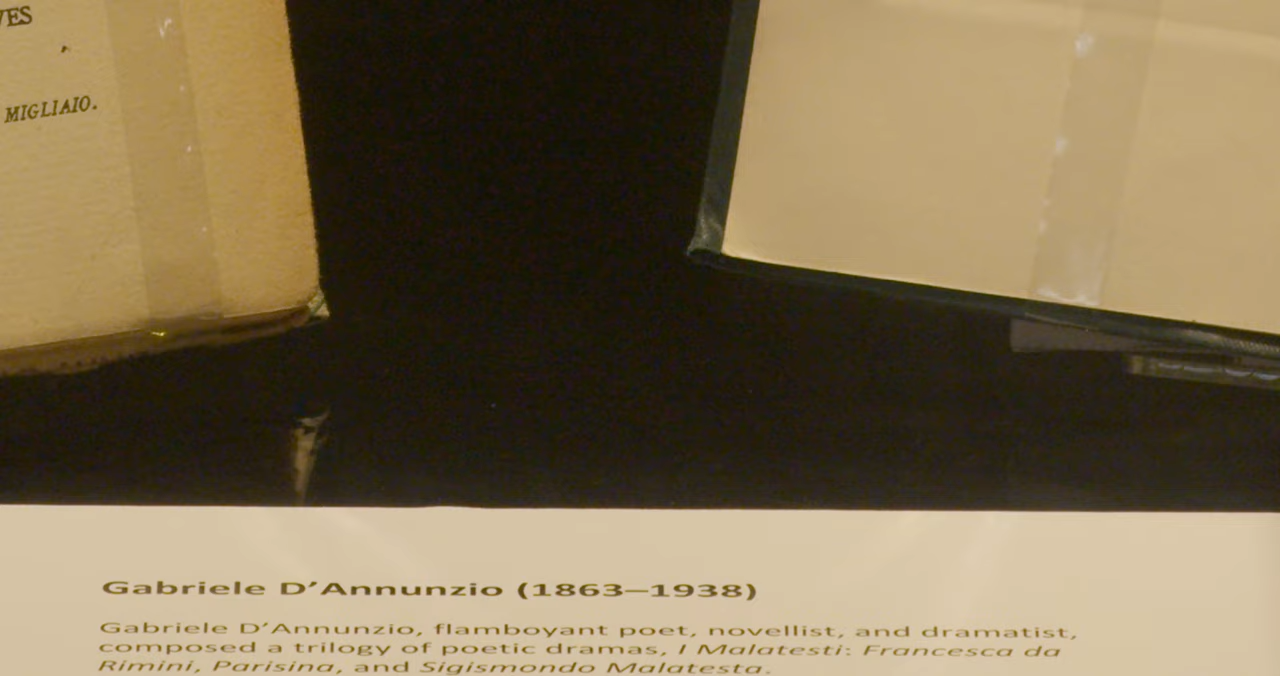 MIGLIAIO.
Gabriele D’Annunzio (1863–1938)
Gabriele D’Annunzio, flamboyant poet, novellist, and dramatist,
composed a trilogy of poetic dramas, I Malatesti: Francesca da
Rimini, Parisina, and Sigismondo Malatesta.